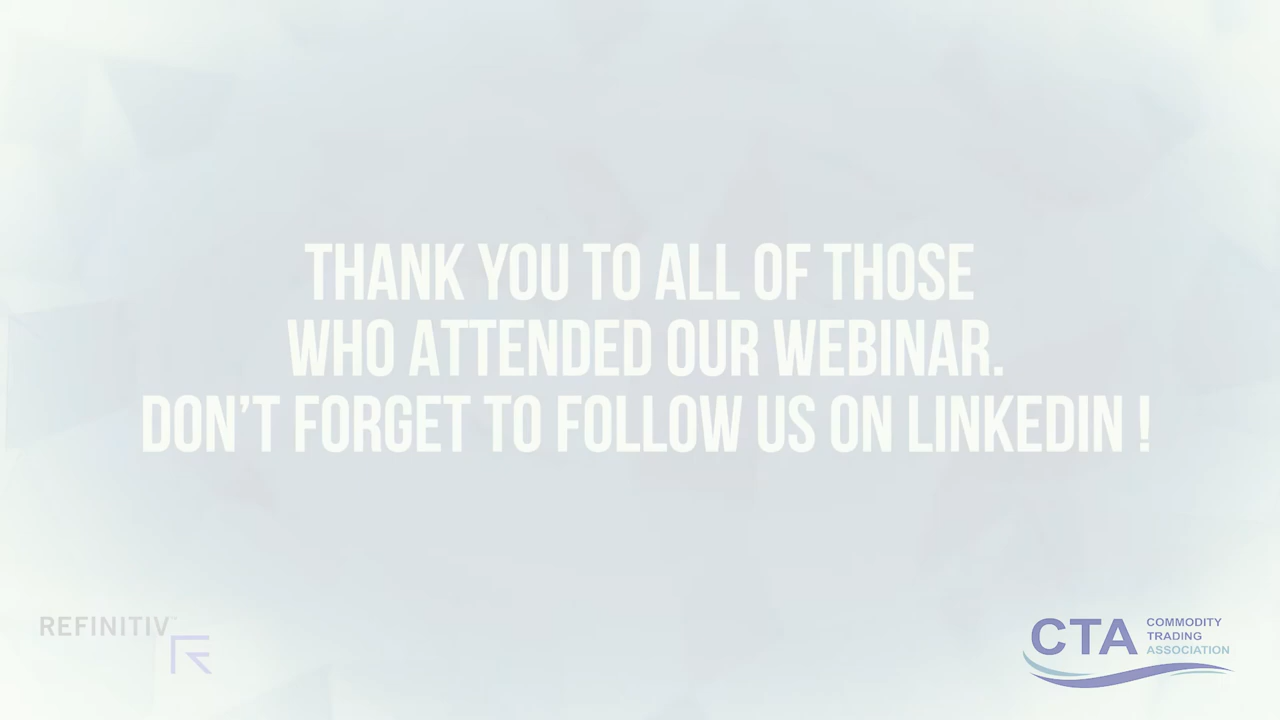 THANK YOU TO ALL OF THOSE
WHO ATTENDED OUR WEBINAR.
DON'T FORGET TO FOLLOW US ON LINKEDIN !
REFINITIV™
CTA
COMMODITY
TRADING
ASSOCIATION